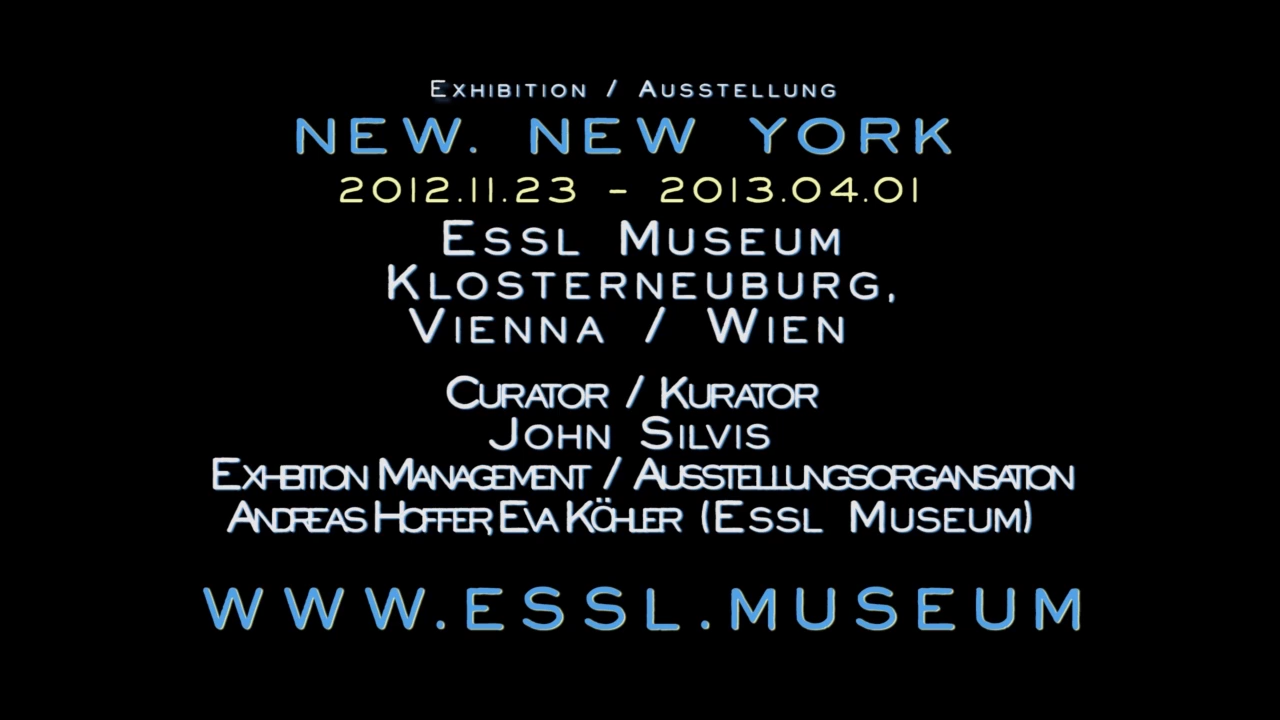 Exhibition / Ausstellung
NEW. NEW YORK
2012.11.23 - 2013.04.01
Essl Museum
Klosterneuburg,
Vienna / Wien
Curator / Kurator
John Silvis
Exhibition Management / Ausstellungsorganisation
Andreas Hoffer, Eva Köhler (Essl Museum)
WWW.ESSL.MUSEUM